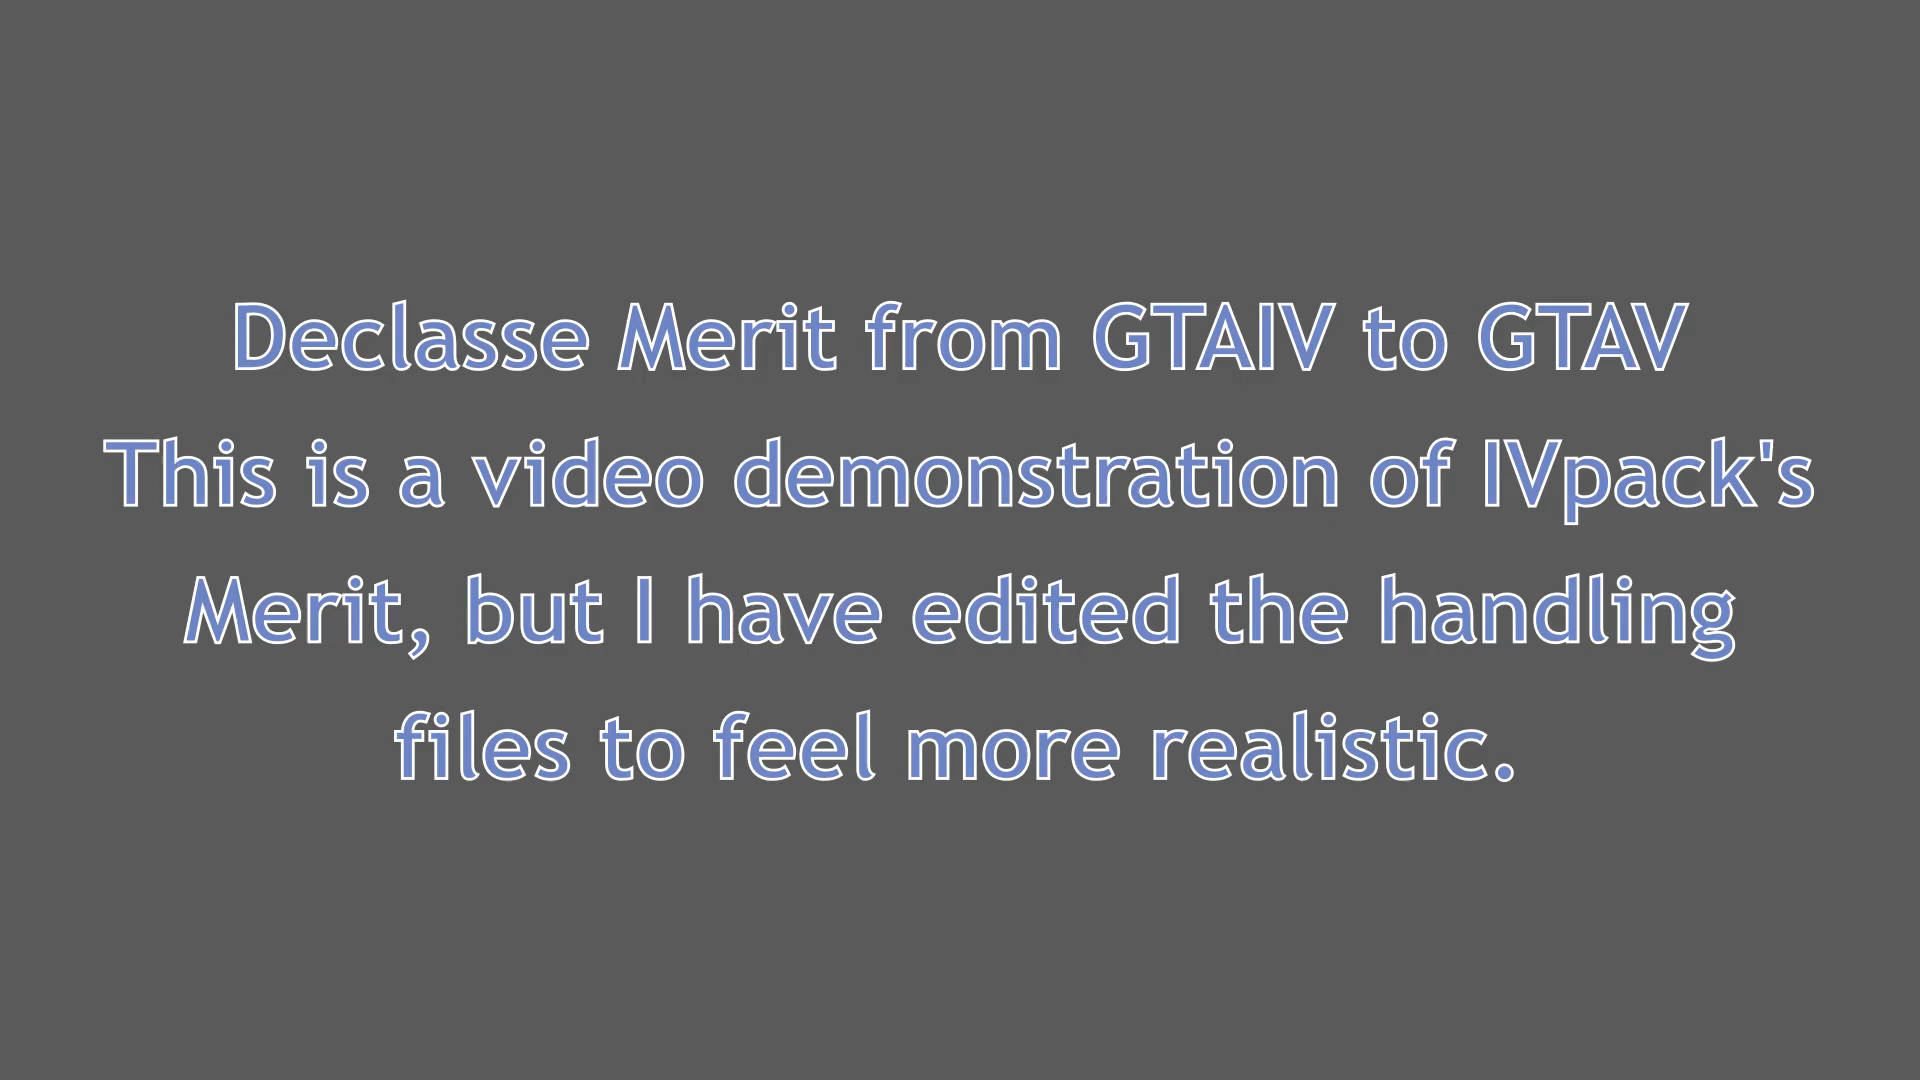 Declasse Merit from GTAIV to GTAV
This is a video demonstration of IVpack's
Merit, but I have edited the handling
files to feel more realistic.